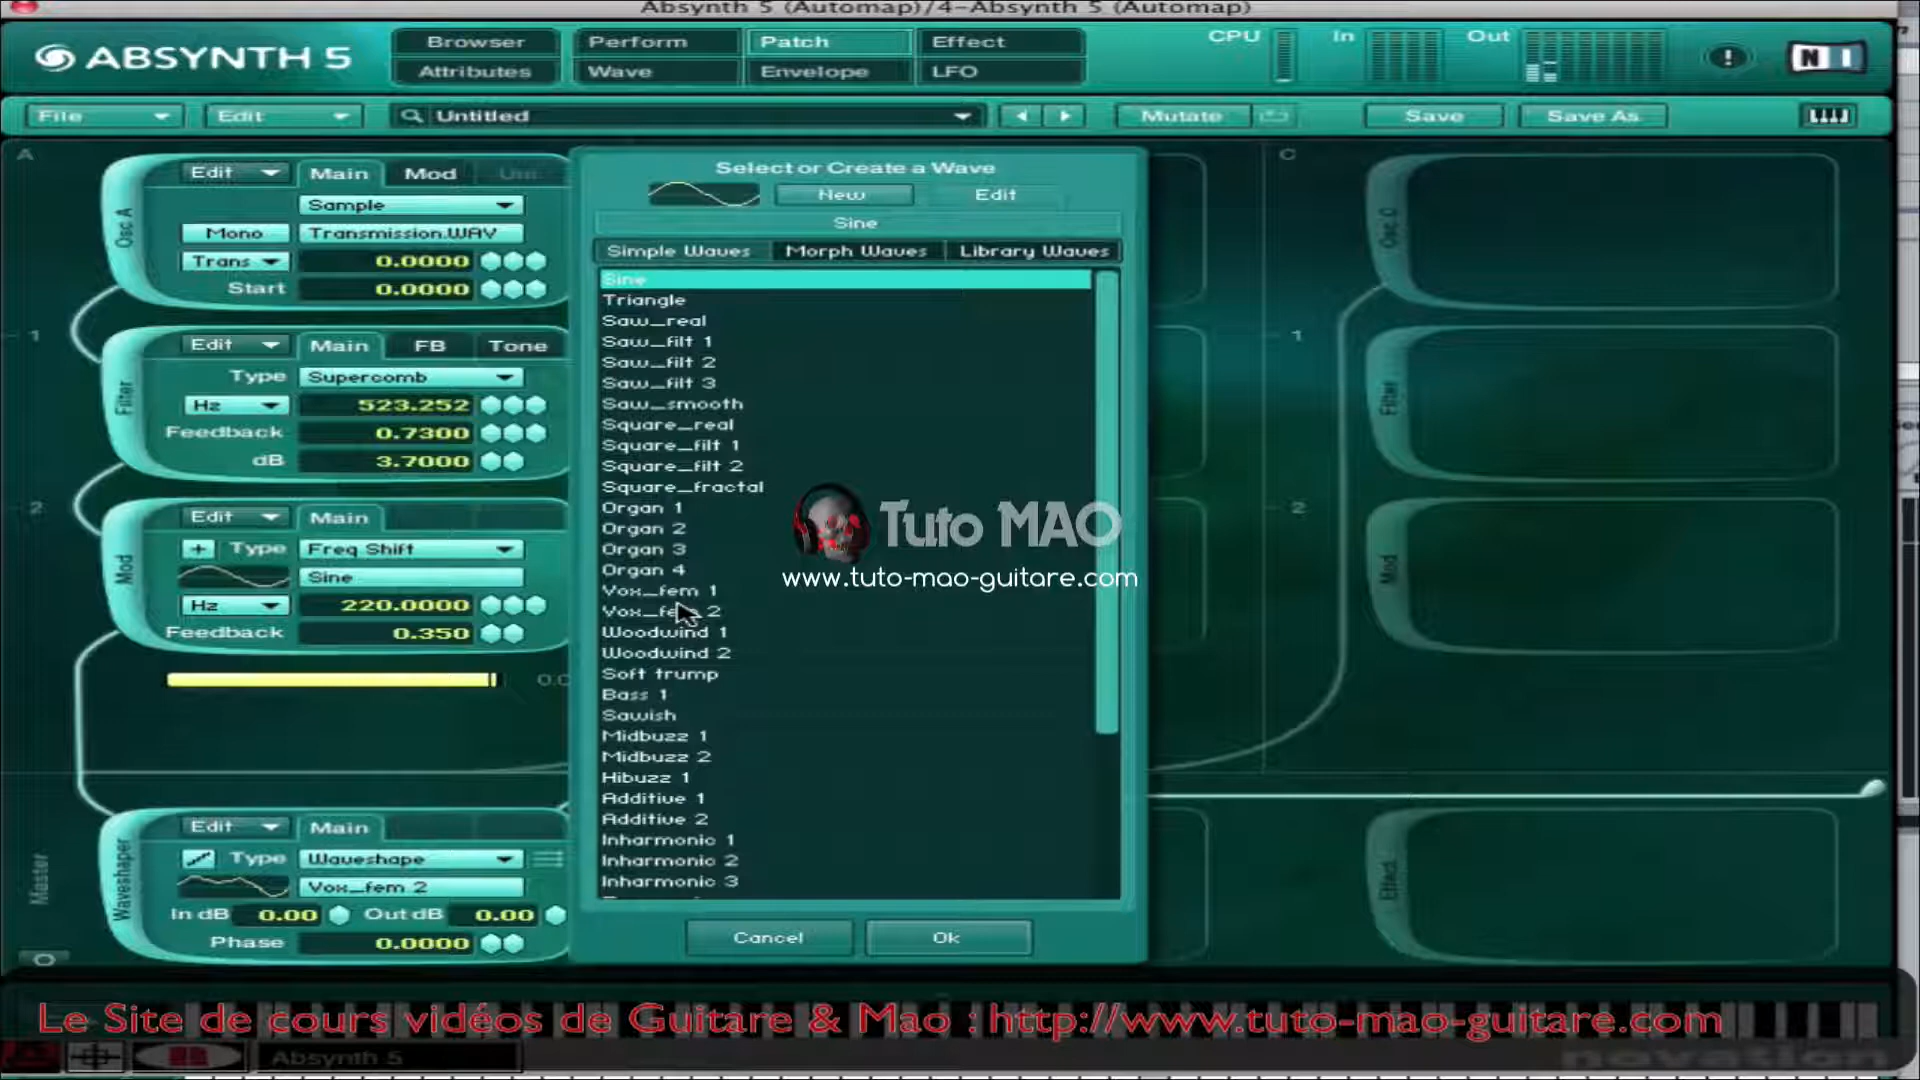 Absynth 5 (Automap)/4-Absynth 5 (Automap)
ABSYNTH 5
Browser Perform Patch Effect
Attributes Wave Envelope LFO
CPU In Out
! N I
File Edit Untitled Mutate Save Save As
A
C
Osc A
Edit Main Mod Uni
Sample
Mono Transmission.WAV
Trans 0.0000
Start 0.0000
1
Filter
Edit Main FB Tone
Type Supercomb
Hz 523.252
Feedback 0.7300
dB 3.7000
2
Mod
Edit Main
+ Type Freq Shift
Sine
Hz 220.0000
Feedback 0.350
Master
Waveshaper
Edit Main
Type Waveshape
Vox_fem 2
In dB 0.00 Out dB 0.00
Phase 0.0000
Select or Create a Wave
New Edit
Sine
Simple Waves Morph Waves Library Waves
Sine
Triangle
Saw_real
Saw_filt 1
Saw_filt 2
Saw_filt 3
Saw_smooth
Square_real
Square_filt 1
Square_filt 2
Square_fractal
Organ 1
Organ 2
Organ 3
Organ 4
Vox_fem 1
Vox_fem 2
Woodwind 1
Woodwind 2
Soft trump
Bass 1
Sawish
Midbuzz 1
Midbuzz 2
Hibuzz 1
Additive 1
Additive 2
Inharmonic 1
Inharmonic 2
Inharmonic 3
Cancel Ok
Osc C
1
Filter
2
Mod
Effect
Tuto MAO
www.tuto-mao-guitare.com
Le Site de cours vidéos de Guitare & Mao : http://www.tuto-mao-guitare.com
Absynth 5
novation